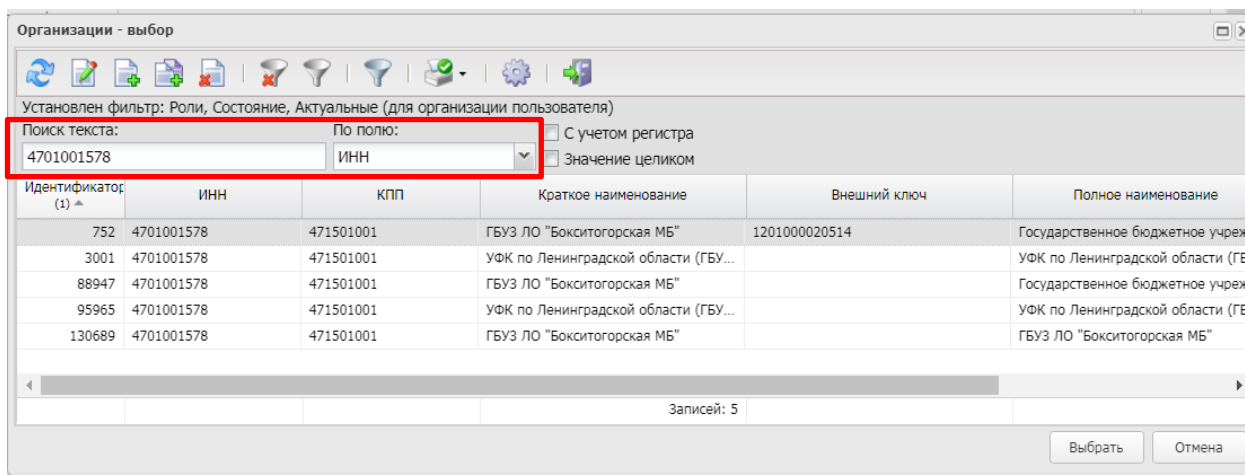 Организации - выбор
Установлен фильтр: Роли, Состояние, Актуальные (для организации пользователя)
Поиск текста: По полю: С учетом регистра
4701001578 ИНН Значение целиком
Идентификатор (1) ИНН КПП Краткое наименование Внешний ключ Полное наименование
752 4701001578 471501001 ГБУЗ ЛО "Бокситогорская МБ" 1201000020514 Государственное бюджетное учреж
3001 4701001578 471501001 УФК по Ленинградской области (ГБУ... УФК по Ленинградской области (ГБ
88947 4701001578 471501001 ГБУЗ ЛО "Бокситогорская МБ" Государственное бюджетное учреж
95965 4701001578 471501001 УФК по Ленинградской области (ГБУ... УФК по Ленинградской области (ГБ
130689 4701001578 471501001 ГБУЗ ЛО "Бокситогорская МБ" ГБУЗ ЛО "Бокситогорская МБ"
Записей: 5
Выбрать Отмена